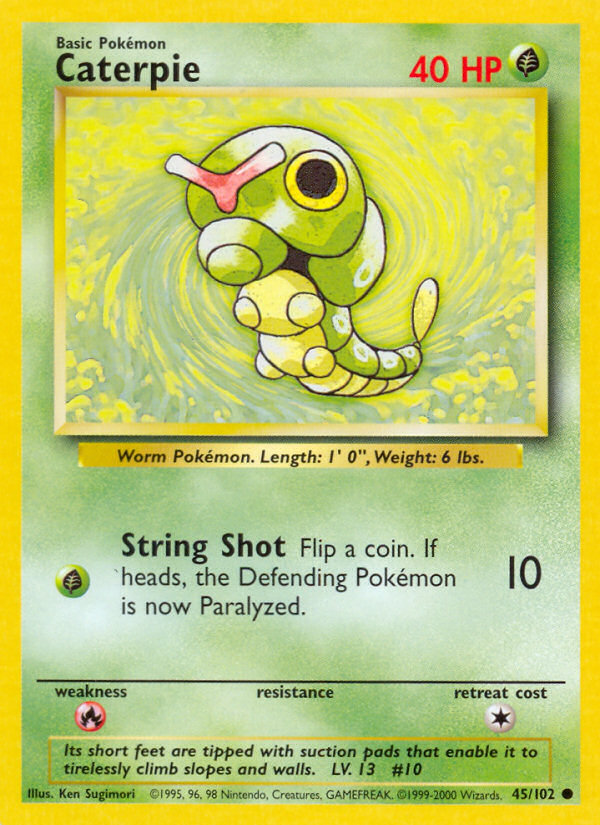 Basic Pokémon
Caterpie
40 HP
Worm Pokémon. Length: 1' 0", Weight: 6 lbs.
String Shot Flip a coin. If
heads, the Defending Pokémon
is now Paralyzed.
10
weakness
resistance
retreat cost
Its short feet are tipped with suction pads that enable it to
tirelessly climb slopes and walls. LV. 13 #10
Illus. Ken Sugimori ©1995, 96, 98 Nintendo, Creatures, GAMEFREAK. ©1999-2000 Wizards. 45/102 ●